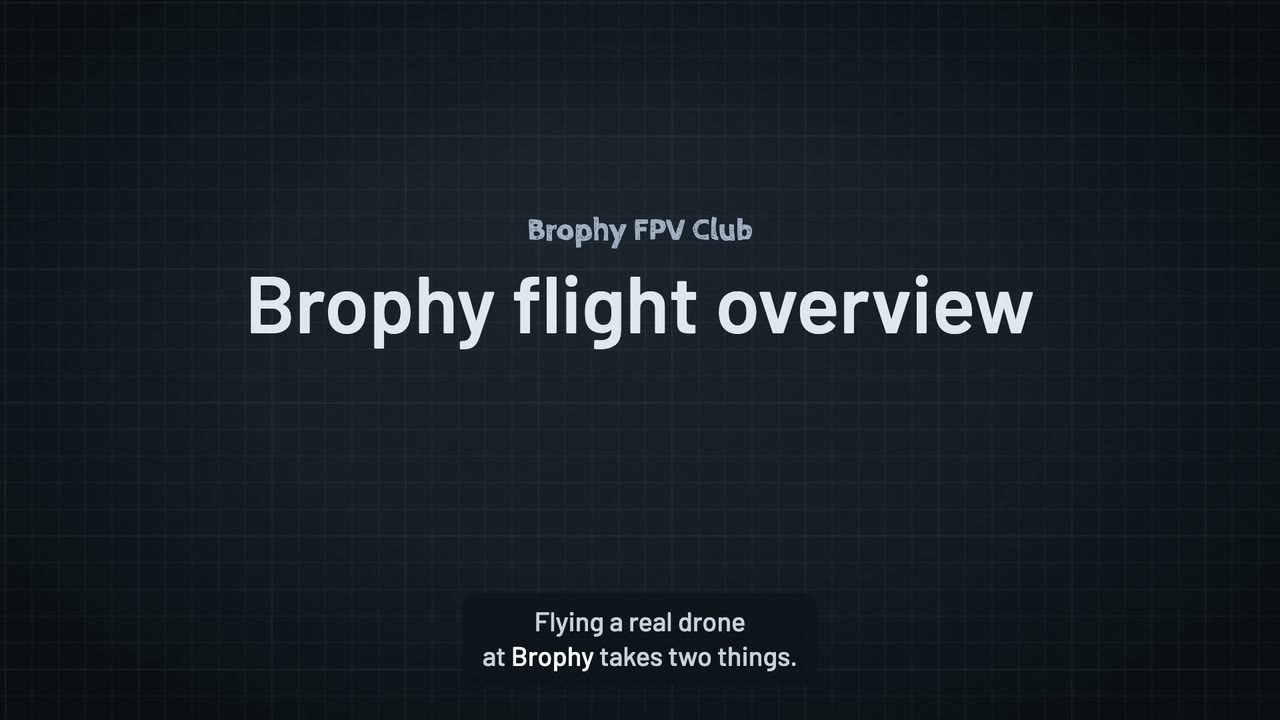 Brophy FPV Club
Brophy flight overview
Flying a real drone
at Brophy takes two things.